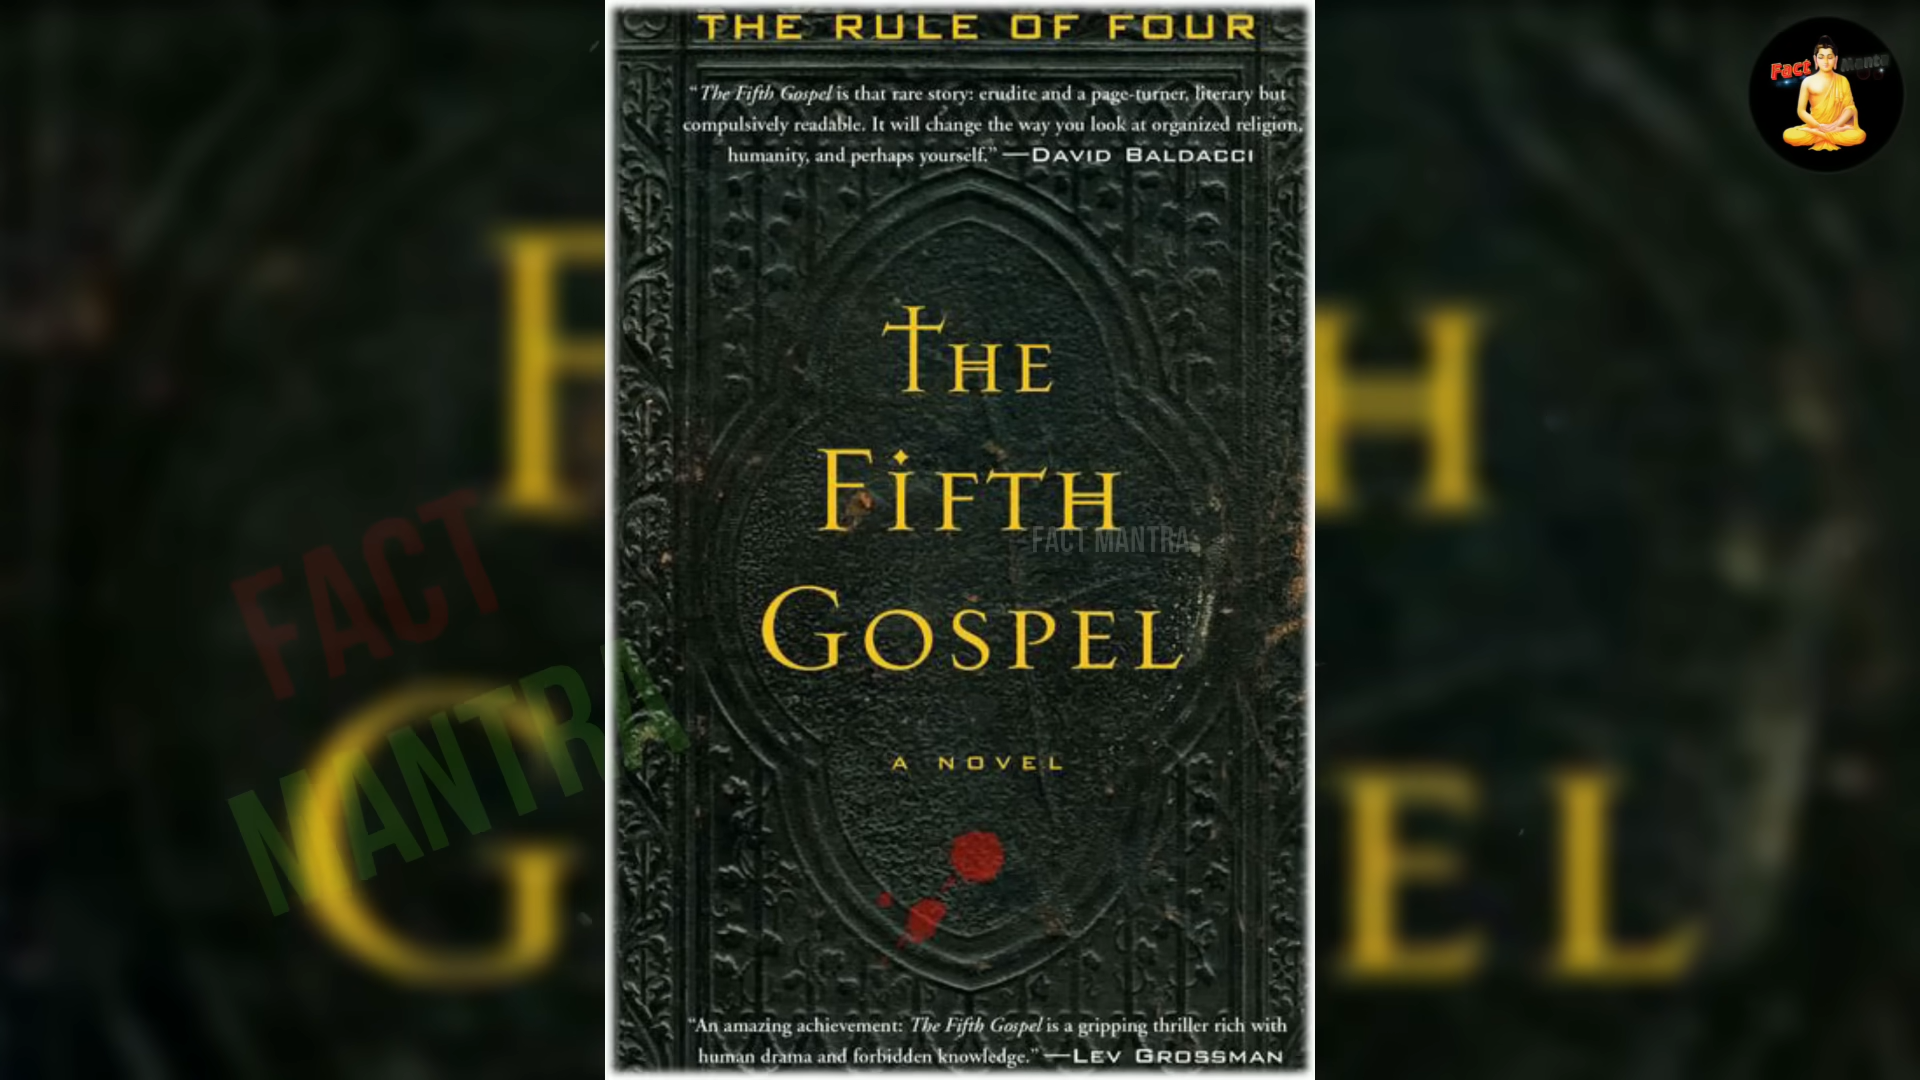 THE RULE OF FOUR
“The Fifth Gospel is that rare story: erudite and a page-turner, literary but
compulsively readable. It will change the way you look at organized religion,
humanity, and perhaps yourself.” —DAVID BALDACCI
Fact Manta
THE
FIFTH
FACT MANTRA
GOSPEL
A NOVEL
FACT
MANTRA
“An amazing achievement: The Fifth Gospel is a gripping thriller rich with
human drama and forbidden knowledge.” —LEV GROSSMAN
F
H
G
E L